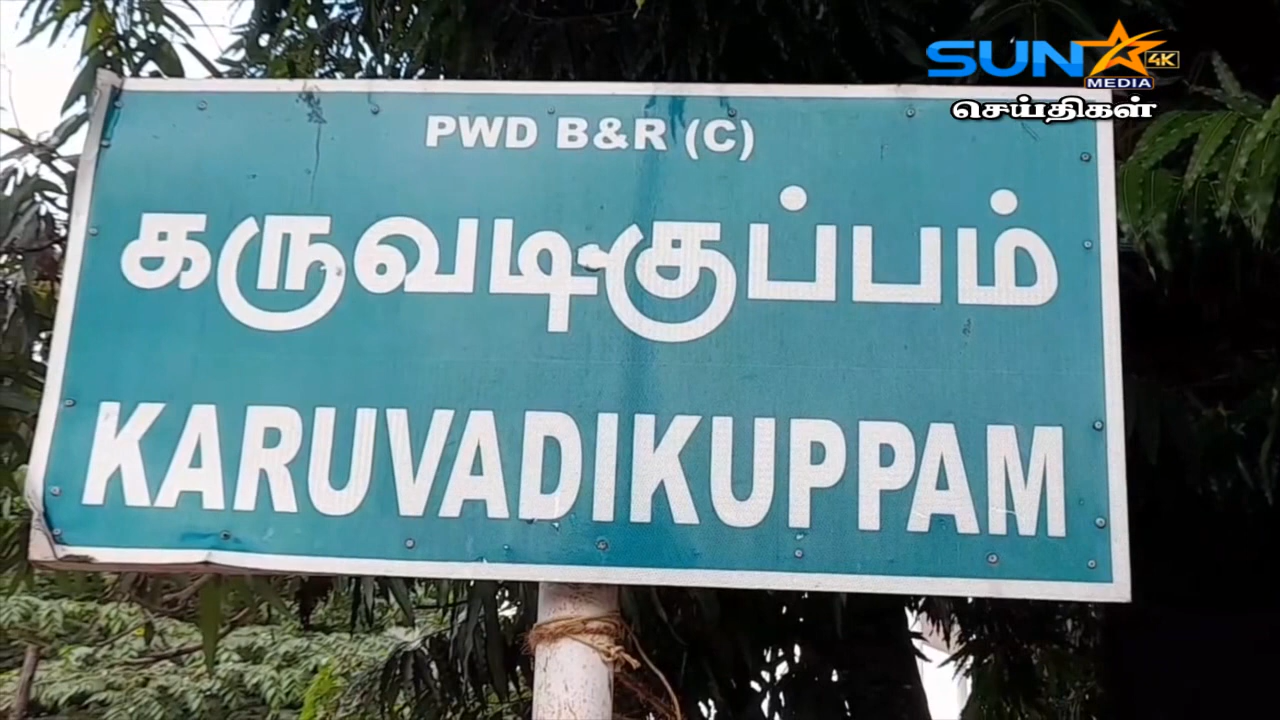 SUN 4K
MEDIA
செய்திகள்
PWD B&R (C)
கருவடிகுப்பம்
KARUVADIKUPPAM